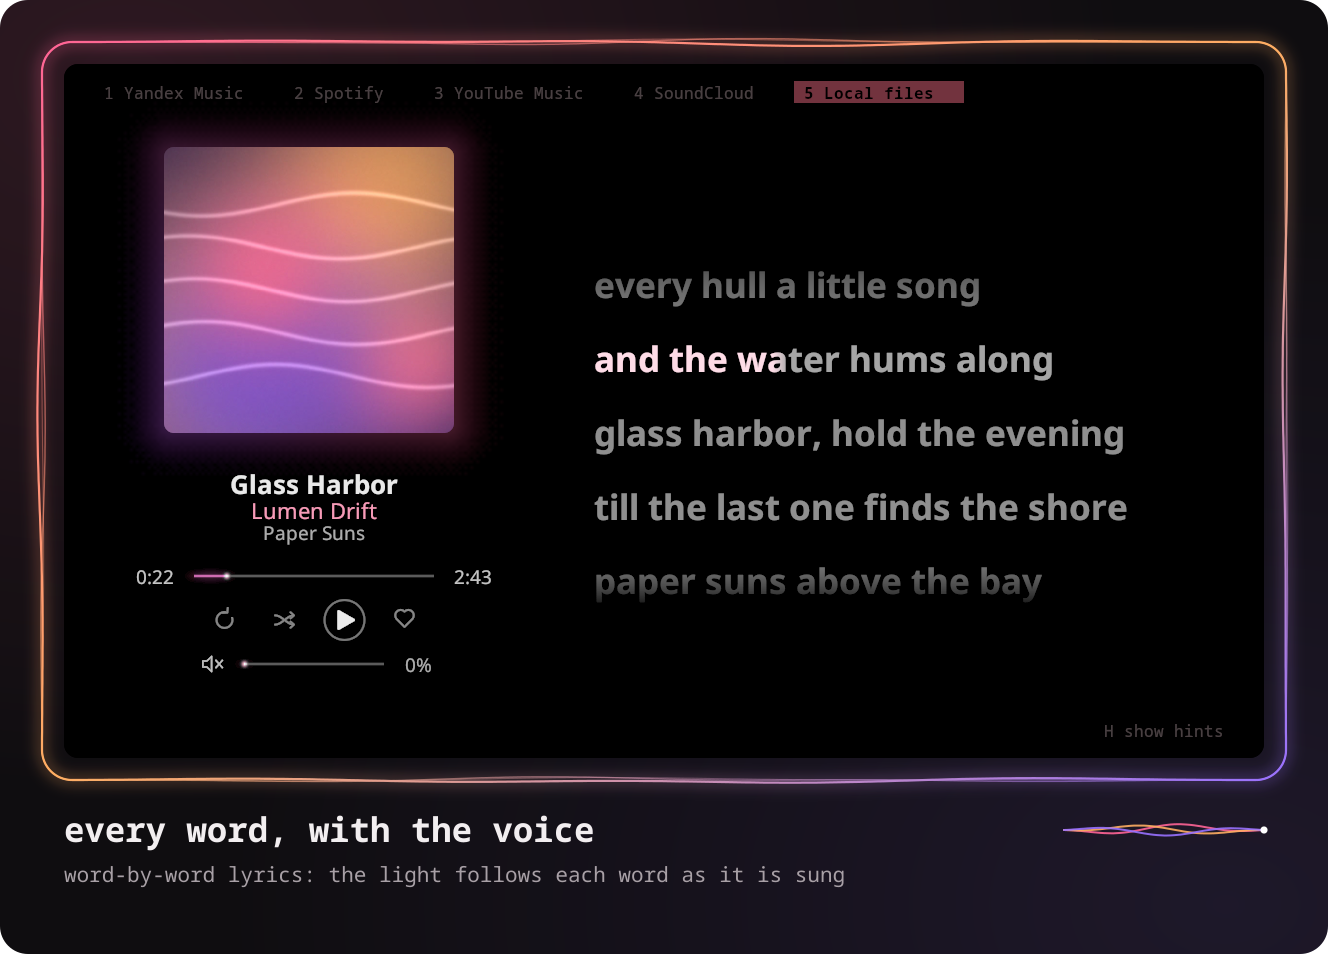 1 Yandex Music 2 Spotify 3 YouTube Music 4 SoundCloud 5 Local files
Glass Harbor
Lumen Drift
Paper Suns
0:22 2:43
0%
every hull a little song
and the water hums along
glass harbor, hold the evening
till the last one finds the shore
paper suns above the bay
H show hints
every word, with the voice
word-by-word lyrics: the light follows each word as it is sung